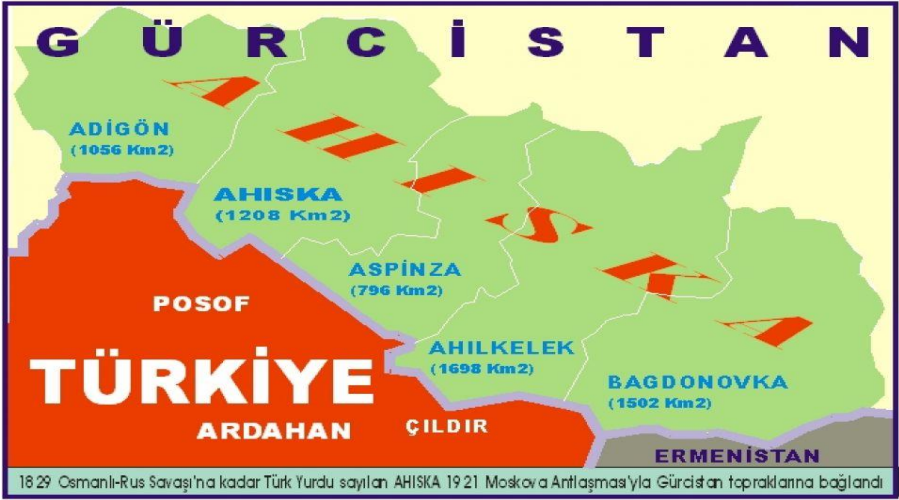 GÜRCİSTAN
AHISKA
ADİGÖN
(1056 Km2)
AHISKA
(1208 Km2)
ASPİNZA
(796 Km2)
POSOF
AHILKELEK
(1698 Km2)
TÜRKİYE
BAGDONOVKA
(1502 Km2)
ARDAHAN
ÇILDIR
ERMENİSTAN
1829 Osmanlı-Rus Savaşı'na kadar Türk Yurdu sayılan AHISKA 1921 Moskova Antlaşması'yla Gürcistan topraklarına bağlandı